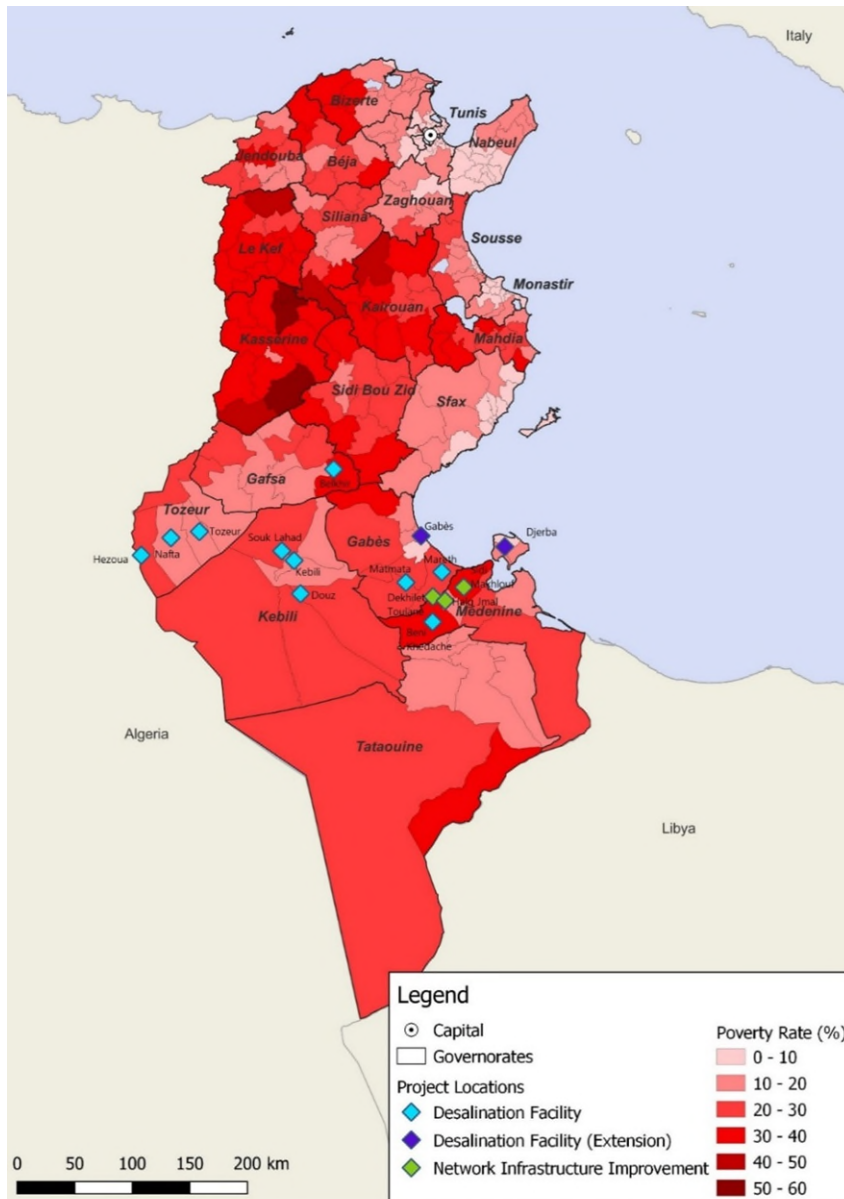 Italy
Bizerte
Tunis
Nabeul
Jendouba
Béja
Zaghouan
Siliana
Sousse
Le Kef
Monastir
Kairouan
Kasserine
Mahdia
Sidi Bou Zid
Sfax
Gafsa
Belkhir
Tozeur
Tozeur
Nafta
Hezoua
Souk Lahad
Kebili
Douz
Kebili
Gabès
Gabès
Djerba
Matmata
Mareth
Makhlouf
Dekhilet
Toujane
Jmal
Médenine
Beni
Khedache
Algeria
Tataouine
Libya
Legend
Capital
Governorates
Project Locations
Desalination Facility
Desalination Facility (Extension)
Network Infrastructure Improvement
Poverty Rate (%)
0 - 10
10 - 20
20 - 30
30 - 40
40 - 50
50 - 60
0 50 100 150 200 km